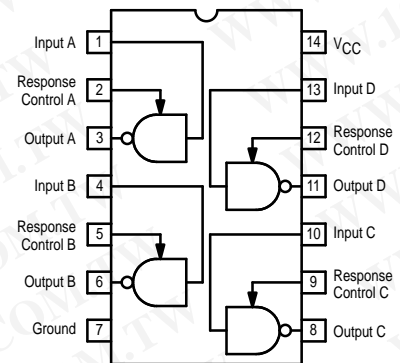 Input A 1
Response
Control A 2
Output A 3
Input B 4
Response
Control B 5
Output B 6
Ground 7
14 VCC
13 Input D
12 Response
Control D
11 Output D
10 Input C
9 Response
Control C
8 Output C